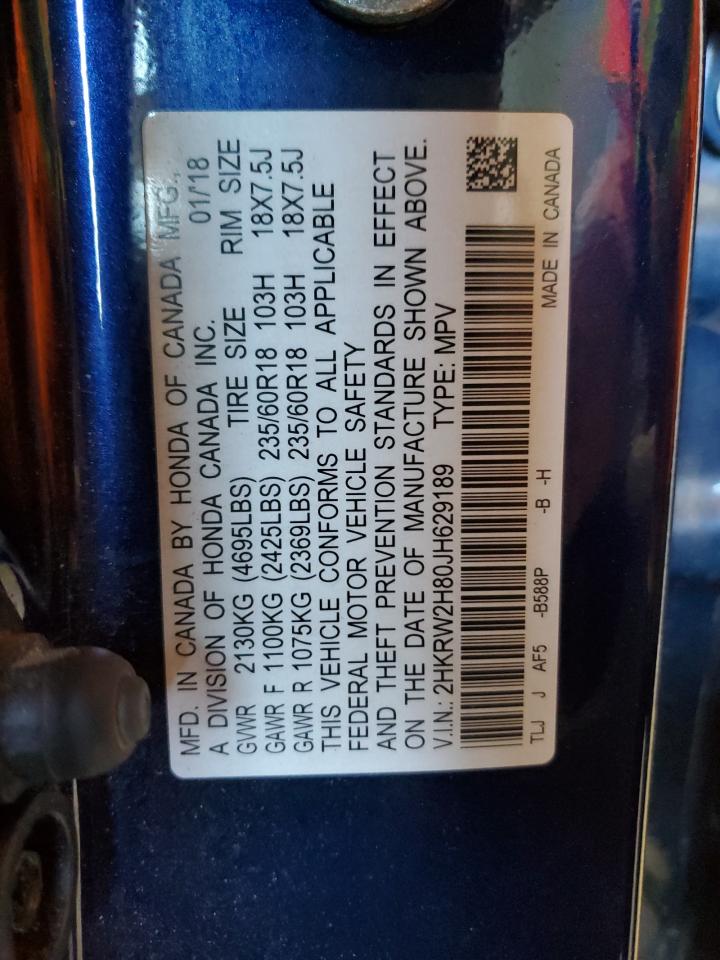 MFD. IN CANADA BY HONDA OF CANADA MFG.,
A DIVISION OF HONDA CANADA INC. 01/'18
GVWR 2130KG (4695LBS) TIRE SIZE RIM SIZE
GAWR F 1100KG (2425LBS) 235/60R18 103H 18X7.5J
GAWR R 1075KG (2369LBS) 235/60R18 103H 18X7.5J
THIS VEHICLE CONFORMS TO ALL APPLICABLE
FEDERAL MOTOR VEHICLE SAFETY
AND THEFT PREVENTION STANDARDS IN EFFECT
ON THE DATE OF MANUFACTURE SHOWN ABOVE.
V.I.N.: 2HKRW2H80JH629189 TYPE: MPV
TLJ J AF5 -B588P -B -H MADE IN CANADA